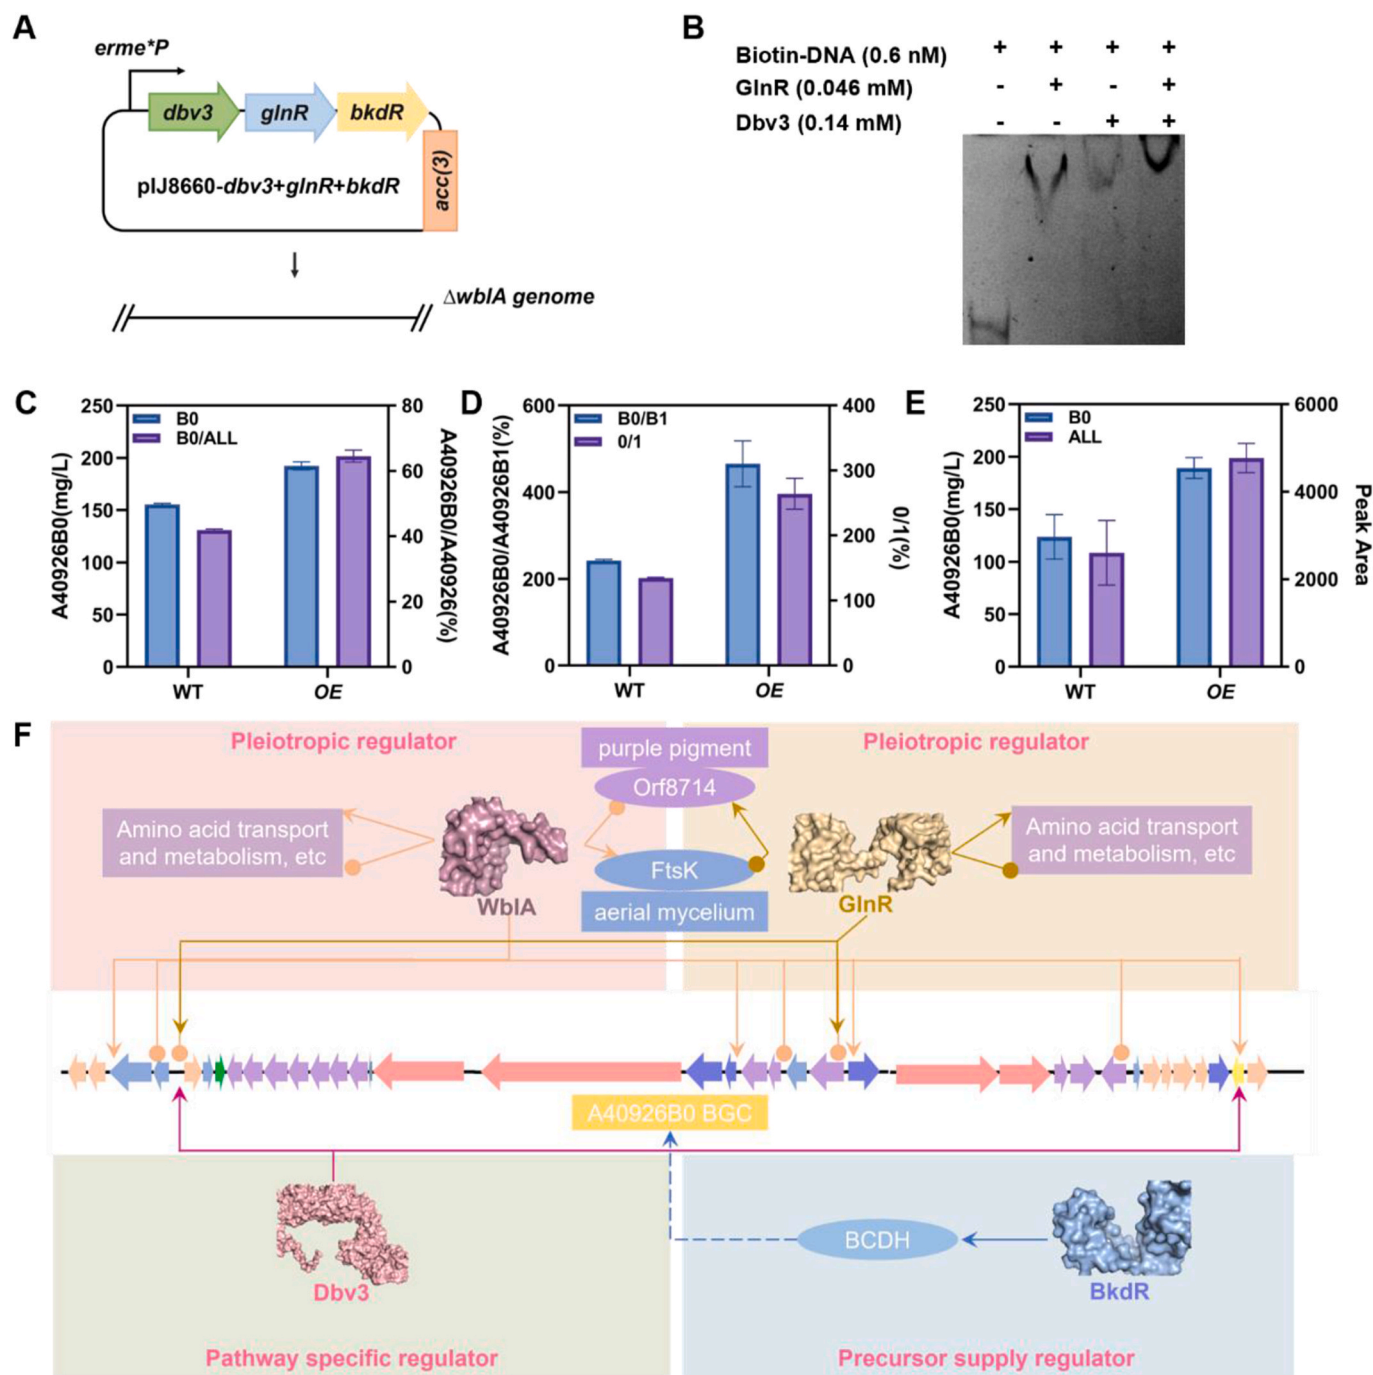 A
erme*P
dbv3
glnR
bkdR
acc(3)
pIJ8660-dbv3+glnR+bkdR
ΔwblA genome
B
Biotin-DNA (0.6 nM) + + + +
GlnR (0.046 mM) - + - +
Dbv3 (0.14 mM) - - + +
C
A40926B0(mg/L)
250
200
150
100
50
0
B0
B0/ALL
80
60
40
20
0
A40926B0/A40926(%)
WT
OE
D
A40926B0/A40926B1(%)
600
400
200
0
B0/B1
0/1
400
300
200
100
0
0/1(%)
WT
OE
E
A40926B0(mg/L)
250
200
150
100
50
0
B0
ALL
6000
4000
2000
0
Peak Area
WT
OE
F
Pleiotropic regulator
purple pigment
Pleiotropic regulator
Orf8714
Amino acid transport
and metabolism, etc
Amino acid transport
and metabolism, etc
FtsK
WblA
aerial mycelium
GlnR
A40926B0 BGC
BCDH
Dbv3
BkdR
Pathway specific regulator
Precursor supply regulator